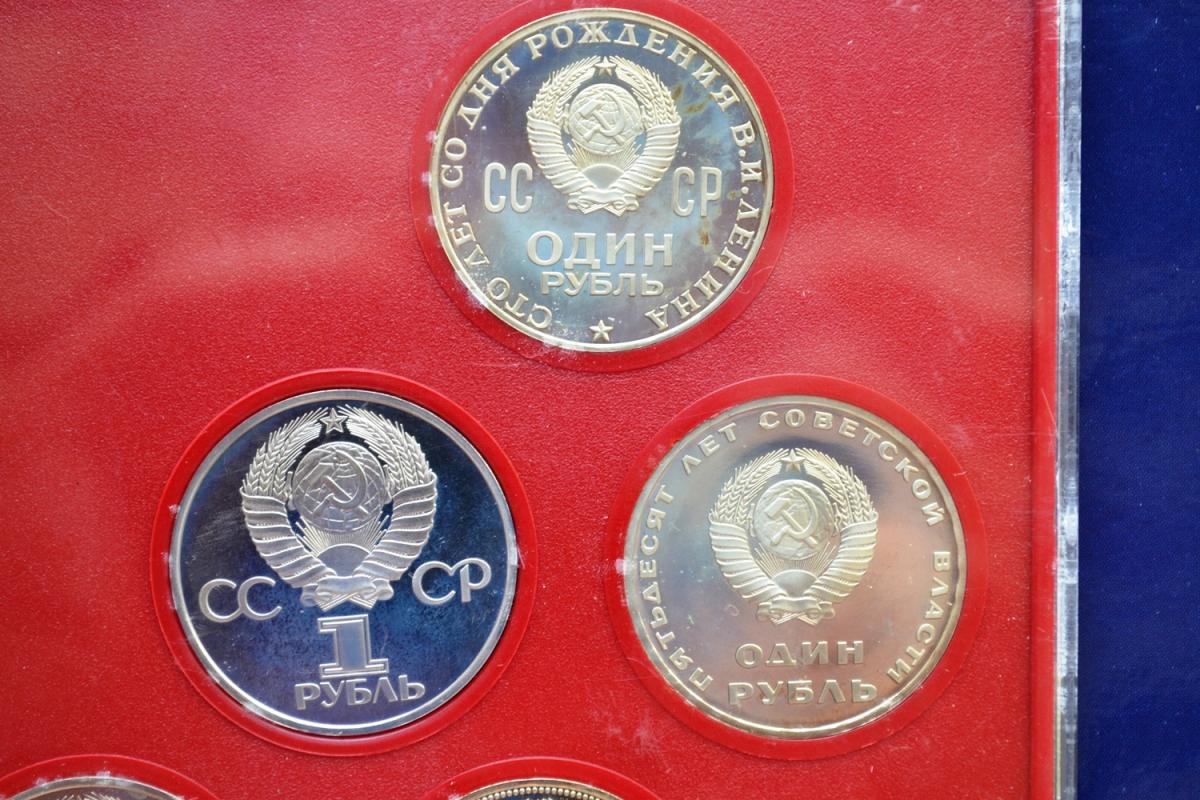 СТО ЛЕТ СО ДНЯ РОЖДЕНИЯ В.И.ЛЕНИНА
СС СР
ОДИН
РУБЛЬ
СС СР
1
РУБЛЬ
ПЯТЬДЕСЯТ ЛЕТ СОВЕТСКОЙ ВЛАСТИ
ОДИН
РУБЛЬ